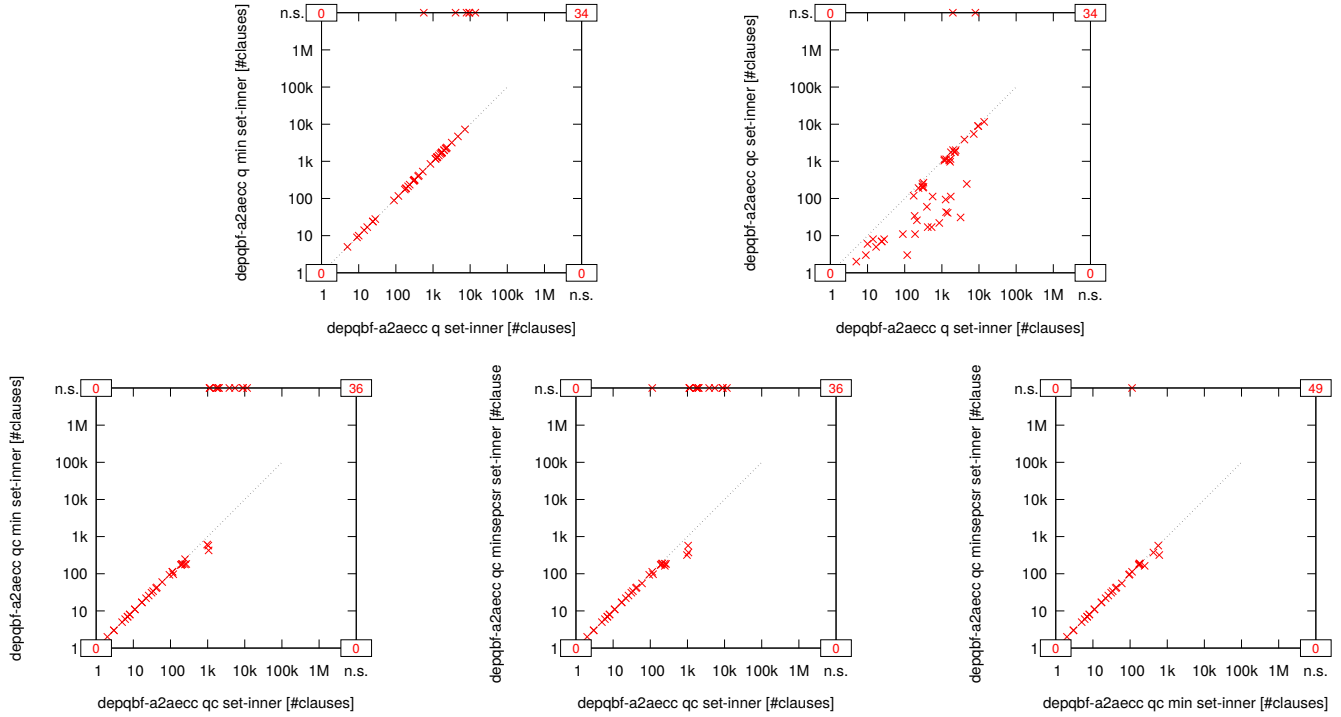 n.s.
0
34
1M
100k
10k
1k
100
10
1
0
0
1 10 100 1k 10k 100k 1M n.s.
depqbf-a2aecc q min set-inner [#clauses]
depqbf-a2aecc q set-inner [#clauses]
n.s.
0
34
1M
100k
10k
1k
100
10
1
0
0
1 10 100 1k 10k 100k 1M n.s.
depqbf-a2aecc qc set-inner [#clauses]
depqbf-a2aecc q set-inner [#clauses]
n.s.
0
36
1M
100k
10k
1k
100
10
1
0
0
1 10 100 1k 10k 100k 1M n.s.
depqbf-a2aecc qc min set-inner [#clauses]
depqbf-a2aecc qc set-inner [#clauses]
n.s.
0
36
1M
100k
10k
1k
100
10
1
0
0
1 10 100 1k 10k 100k 1M n.s.
depqbf-a2aecc qc minsepcsr set-inner [#clause
depqbf-a2aecc qc set-inner [#clauses]
n.s.
0
49
1M
100k
10k
1k
100
10
1
0
0
1 10 100 1k 10k 100k 1M n.s.
depqbf-a2aecc qc minsepcsr set-inner [#clause
depqbf-a2aecc qc min set-inner [#clauses]